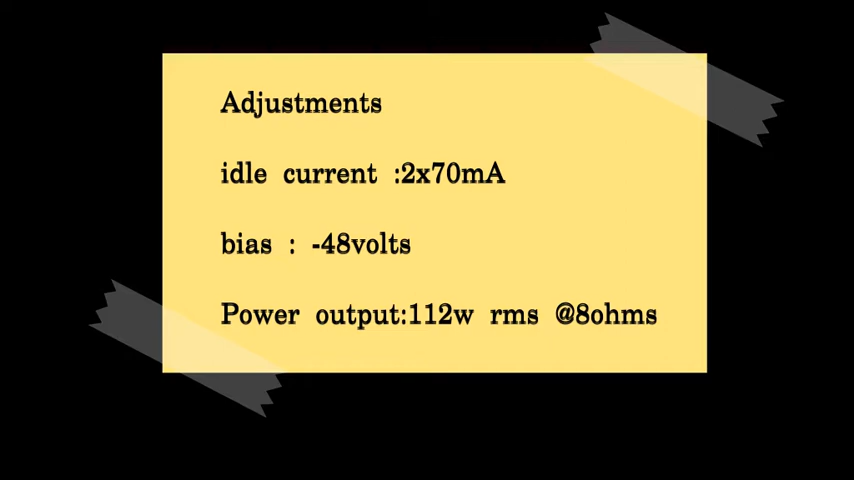 Adjustments
idle current :2x70mA
bias : -48volts
Power output:112w rms @8ohms